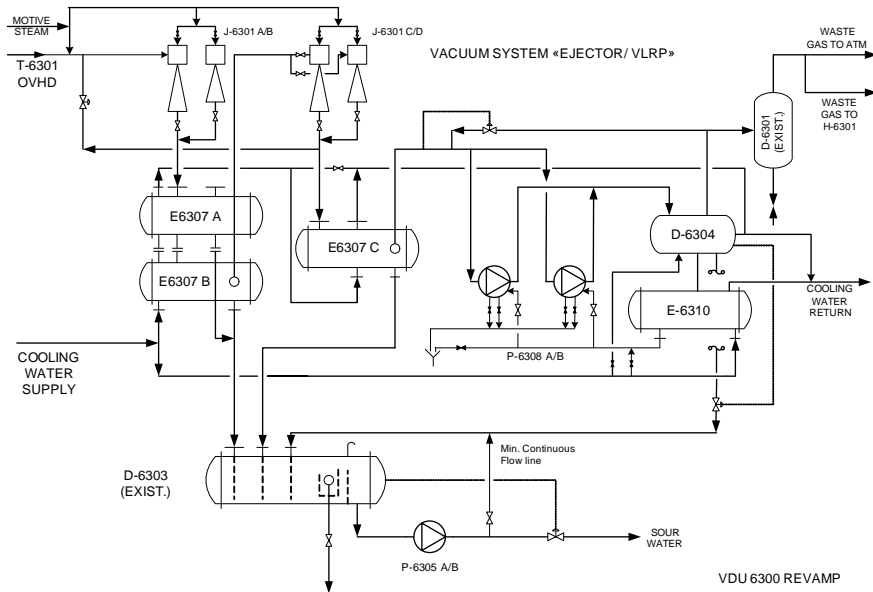 MOTIVE
STEAM
J-6301 A/B
J-6301 C/D
T-6301
OVHD
VACUUM SYSTEM «EJECTOR/ VLRP»
WASTE
GAS TO ATM
WASTE
GAS TO
H-6301
D-6301
(EXIST.)
E6307 A
E6307 B
E6307 C
D-6304
E-6310
COOLING
WATER
RETURN
COOLING
WATER
SUPPLY
P-6308 A/B
D-6303
(EXIST.)
Min. Continuous
Flow line
SOUR
WATER
P-6305 A/B
VDU 6300 REVAMP